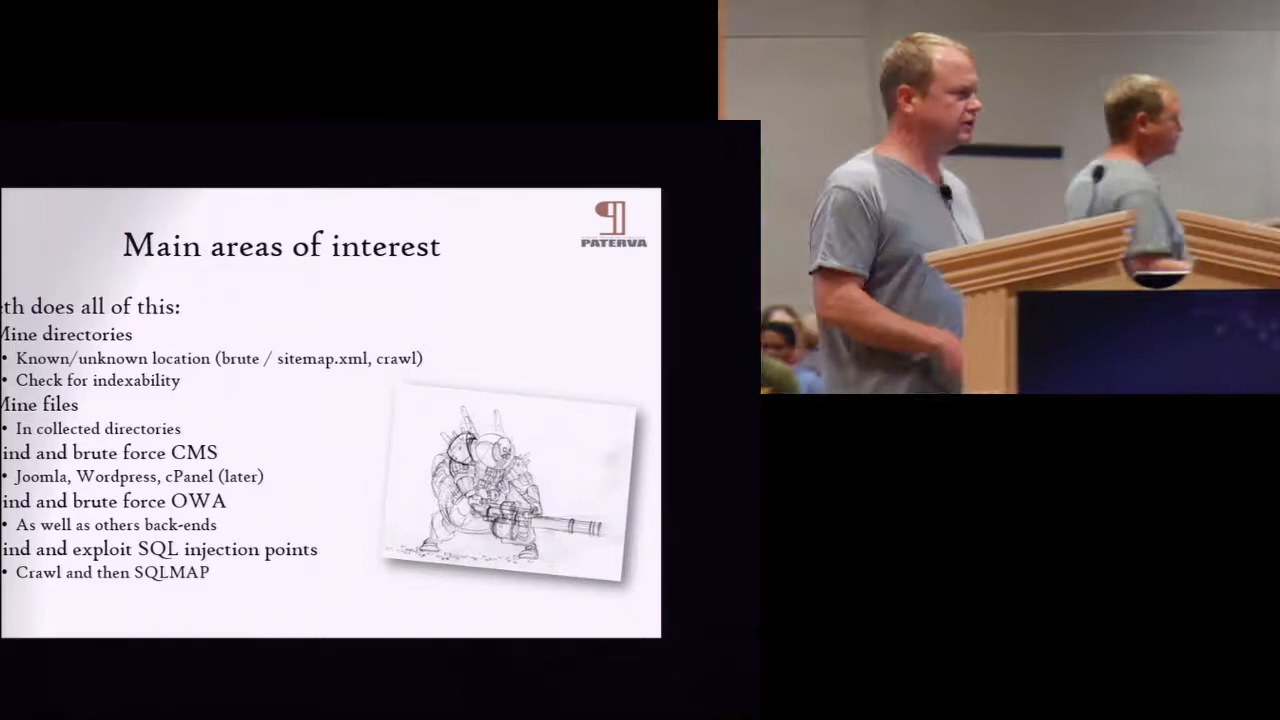 Main areas of interest
PATERVA
eth does all of this:
Mine directories
• Known/unknown location (brute / sitemap.xml, crawl)
• Check for indexability
Mine files
• In collected directories
ind and brute force CMS
• Joomla, Wordpress, cPanel (later)
ind and brute force OWA
• As well as others back-ends
ind and exploit SQL injection points
• Crawl and then SQLMAP